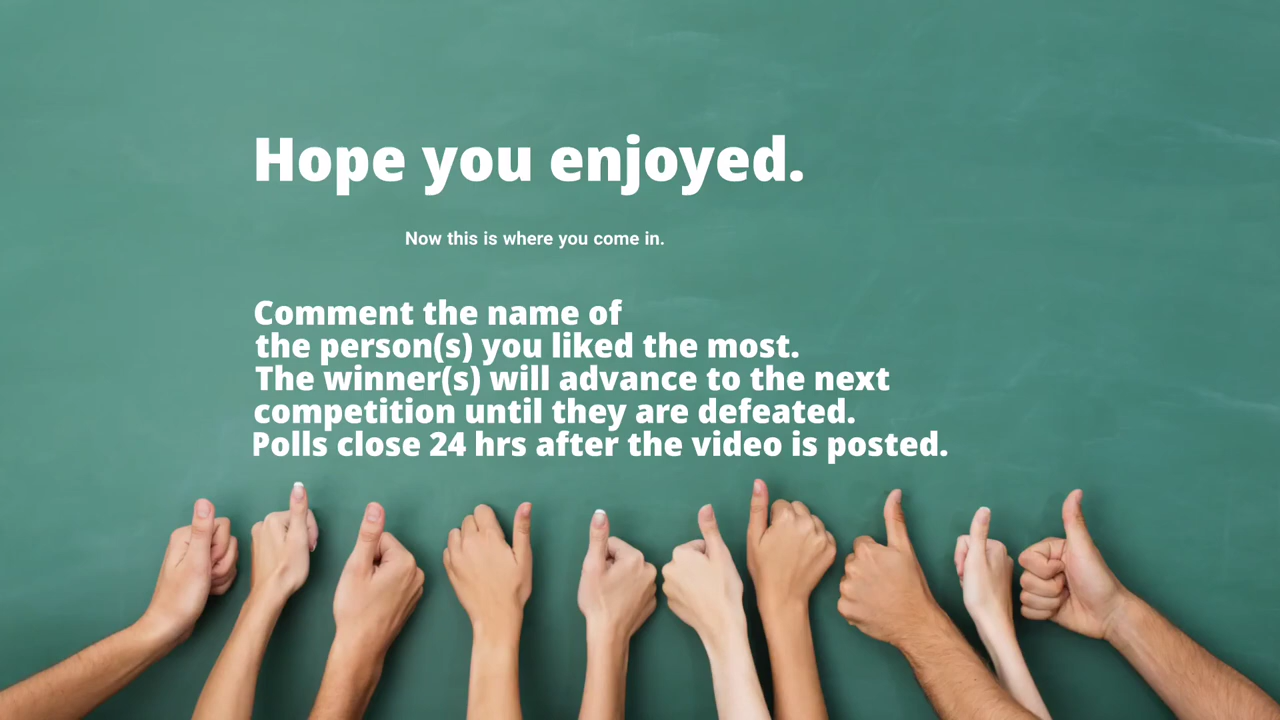 Hope you enjoyed.
Now this is where you come in.
Comment the name of
the person(s) you liked the most.
The winner(s) will advance to the next
competition until they are defeated.
Polls close 24 hrs after the video is posted.